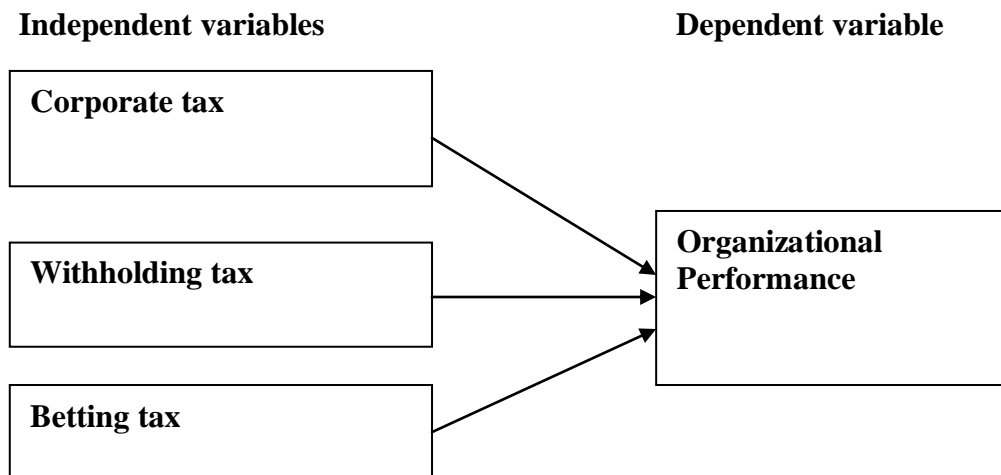 Independent variables
Dependent variable
Corporate tax
Withholding tax
Organizational
Performance
Betting tax